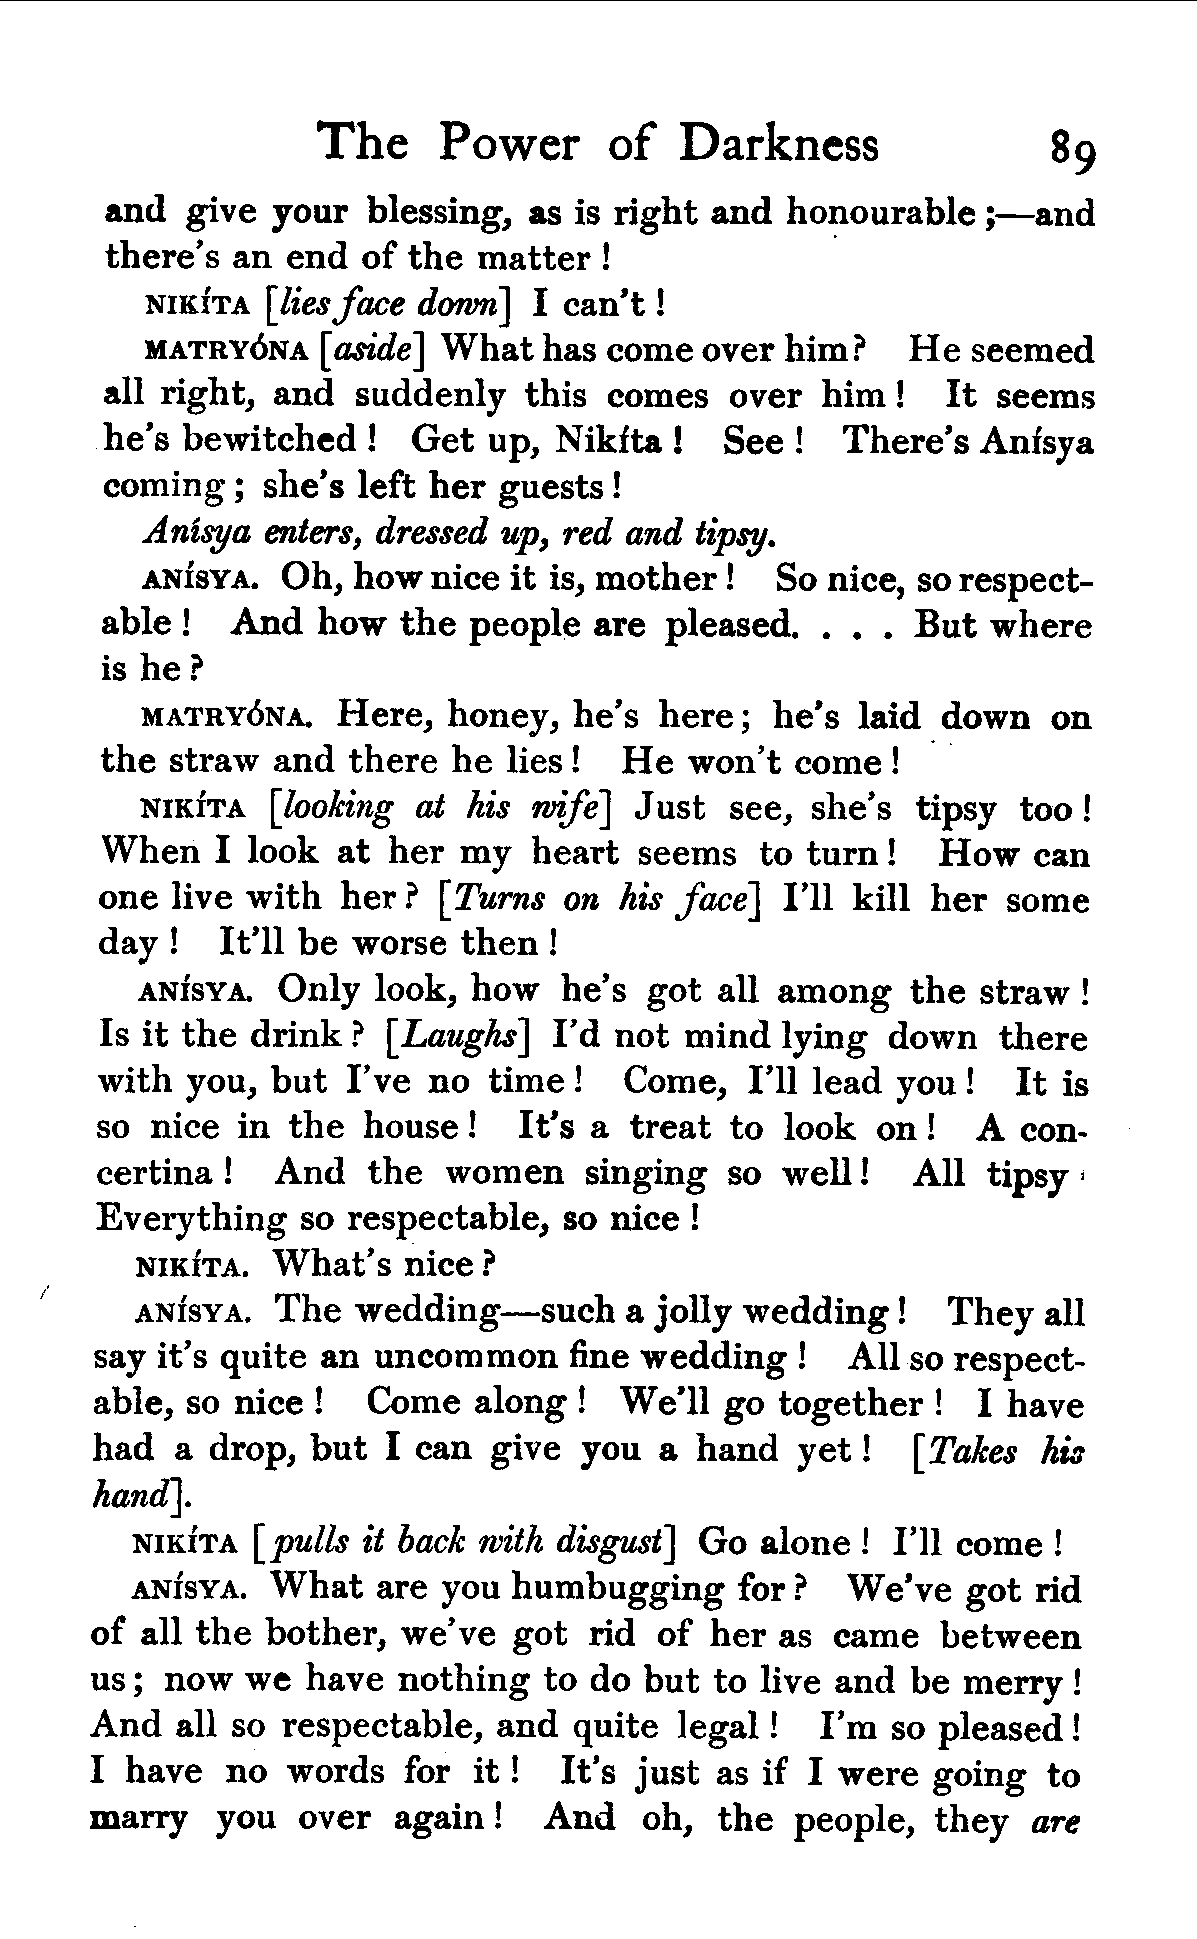 The Power of Darkness 89
and give your blessing, as is right and honourable ;—and
there's an end of the matter !
NIKÍTA [lies face down] I can't !
MATRYÓNA [aside] What has come over him? He seemed
all right, and suddenly this comes over him ! It seems
he's bewitched ! Get up, Nikíta ! See ! There's Anísya
coming ; she's left her guests !
Anísya enters, dressed up, red and tipsy.
ANÍSYA. Oh, how nice it is, mother ! So nice, so respect-
able ! And how the people are pleased. . . . But where
is he ?
MATRYÓNA. Here, honey, he's here ; he's laid down on
the straw and there he lies ! He won't come !
NIKÍTA [looking at his wife] Just see, she's tipsy too !
When I look at her my heart seems to turn ! How can
one live with her ? [Turns on his face] I'll kill her some
day ! It'll be worse then !
ANÍSYA. Only look, how he's got all among the straw !
Is it the drink ? [Laughs] I'd not mind lying down there
with you, but I've no time ! Come, I'll lead you ! It is
so nice in the house ! It's a treat to look on ! A con-
certina ! And the women singing so well ! All tipsy
Everything so respectable, so nice !
NIKÍTA. What's nice ?
ANÍSYA. The wedding—such a jolly wedding ! They all
say it's quite an uncommon fine wedding ! All so respect-
able, so nice ! Come along ! We'll go together ! I have
had a drop, but I can give you a hand yet ! [Takes his
hand].
NIKÍTA [pulls it back with disgust] Go alone ! I'll come !
ANÍSYA. What are you humbugging for ? We've got rid
of all the bother, we've got rid of her as came between
us ; now we have nothing to do but to live and be merry !
And all so respectable, and quite legal ! I'm so pleased !
I have no words for it ! It's just as if I were going to
marry you over again ! And oh, the people, they are